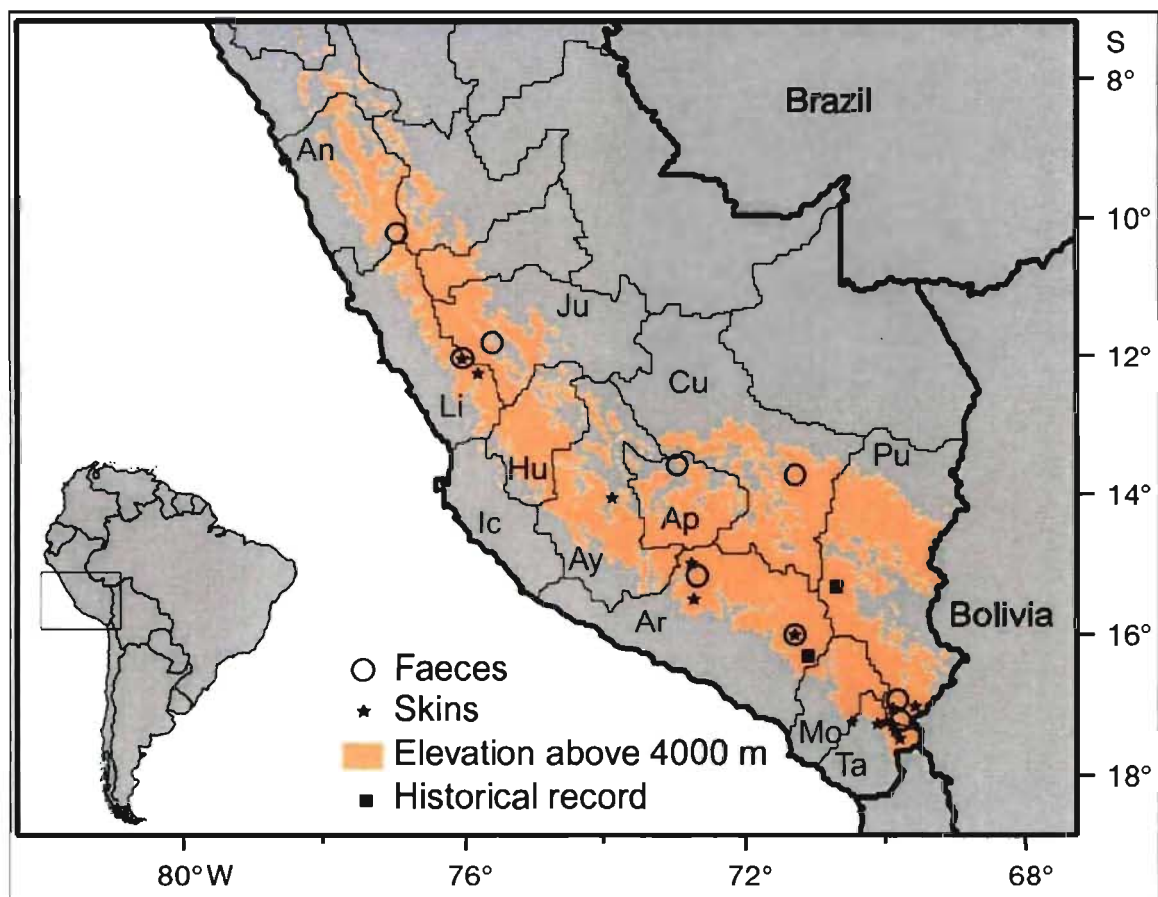 S
8°
Brazil
An
10°
Ju
12°
Cu
Li
Pu
Hu
14°
Ic
Ap
Ay
Bolivia
Ar
16°
Faeces
Skins
Mo
Elevation above 4000 m
Ta
18°
Historical record
80°W
76°
72°
68°